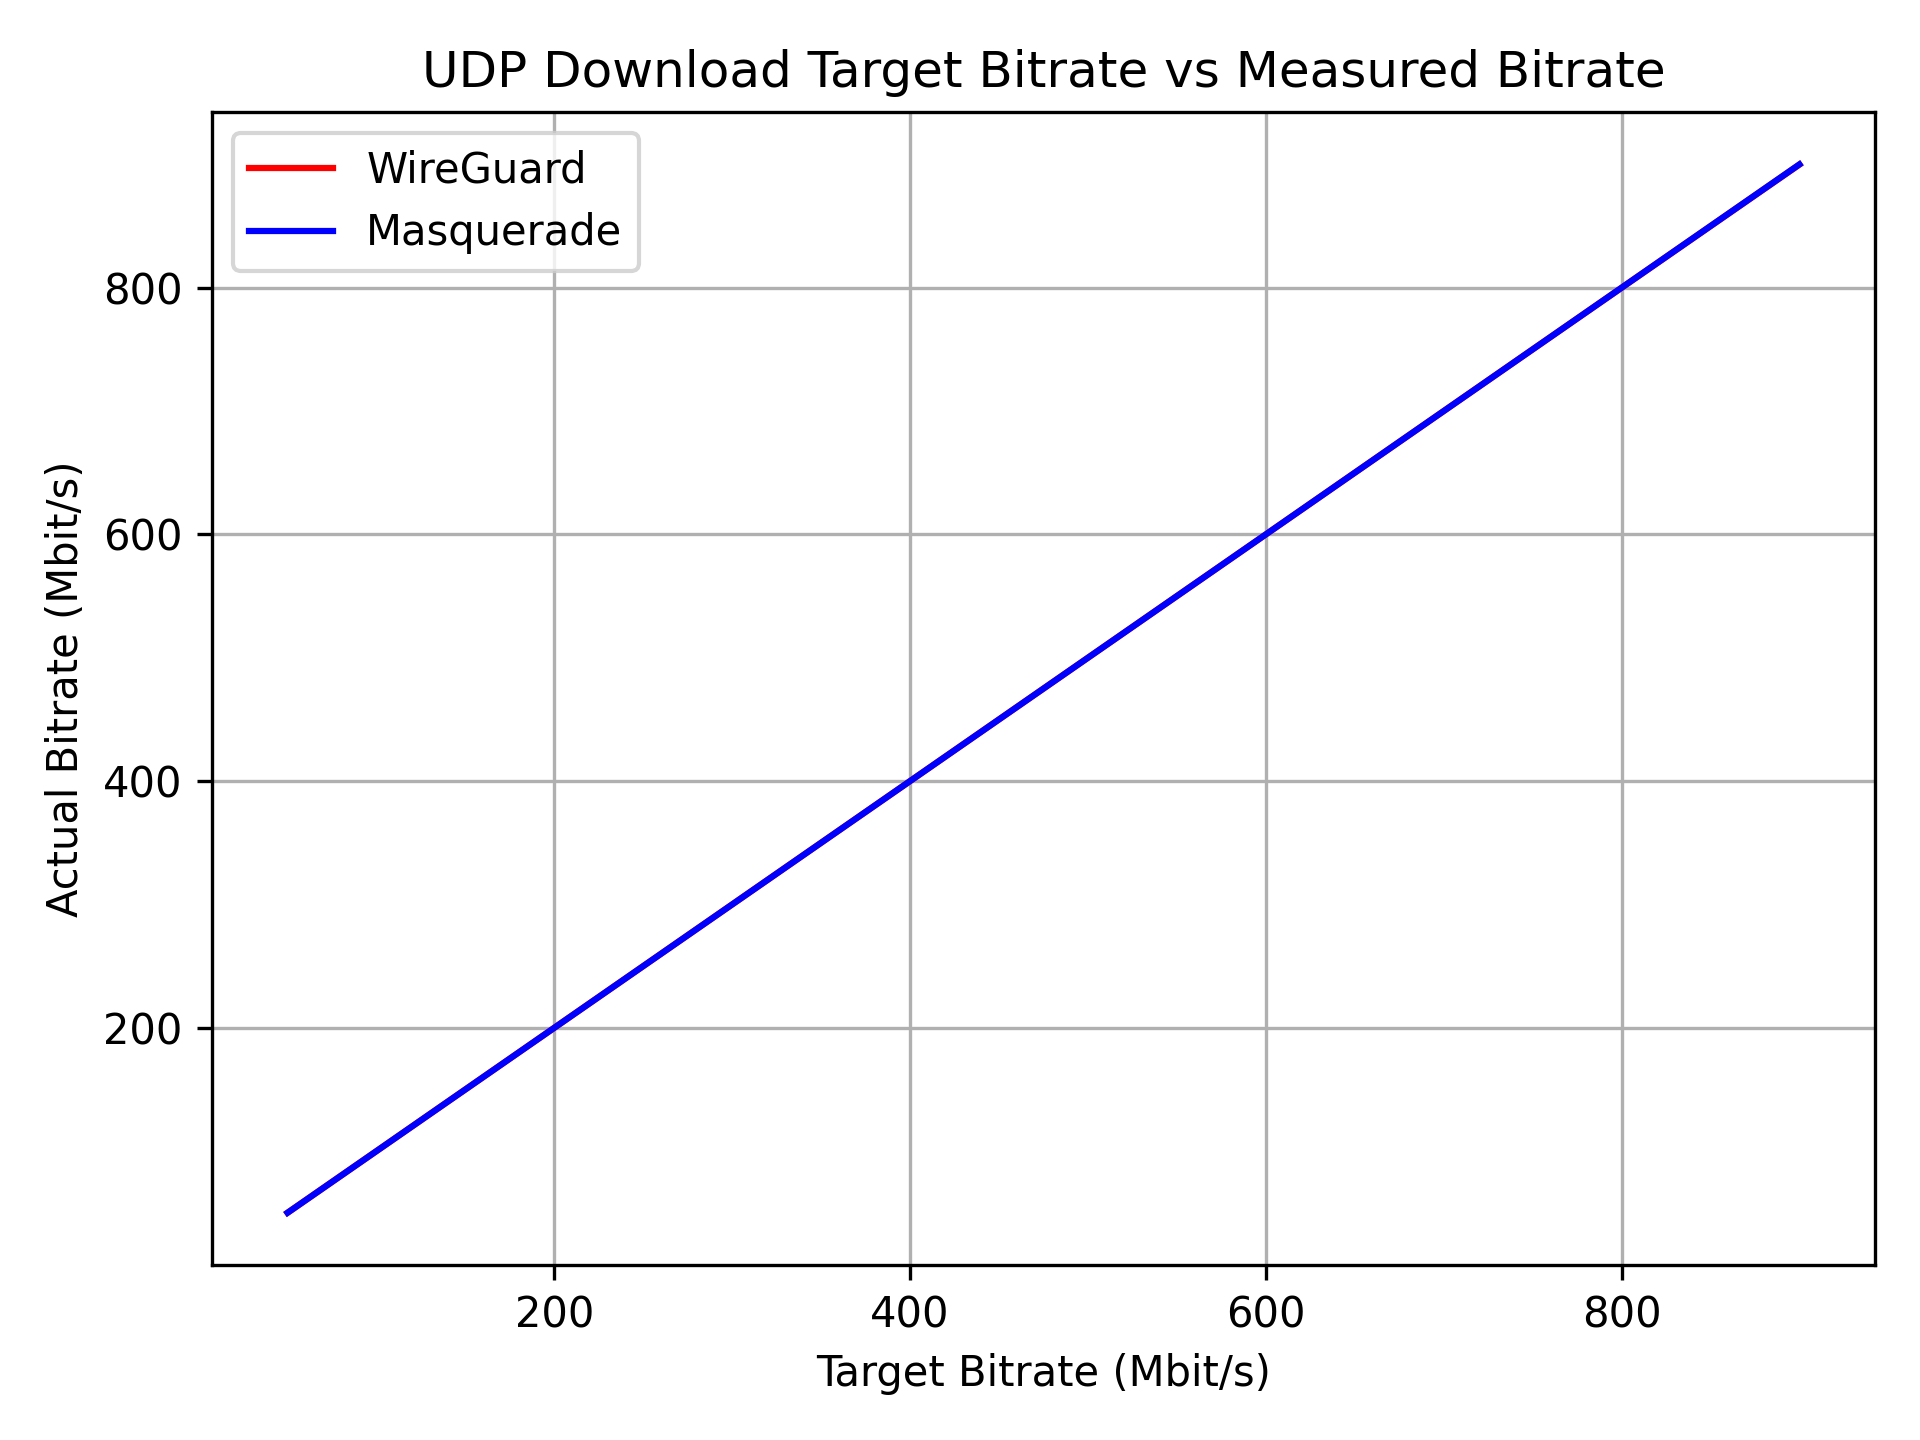 UDP Download Target Bitrate vs Measured Bitrate
WireGuard
Masquerade
Actual Bitrate (Mbit/s)
800
600
400
200
200 400 600 800
Target Bitrate (Mbit/s)